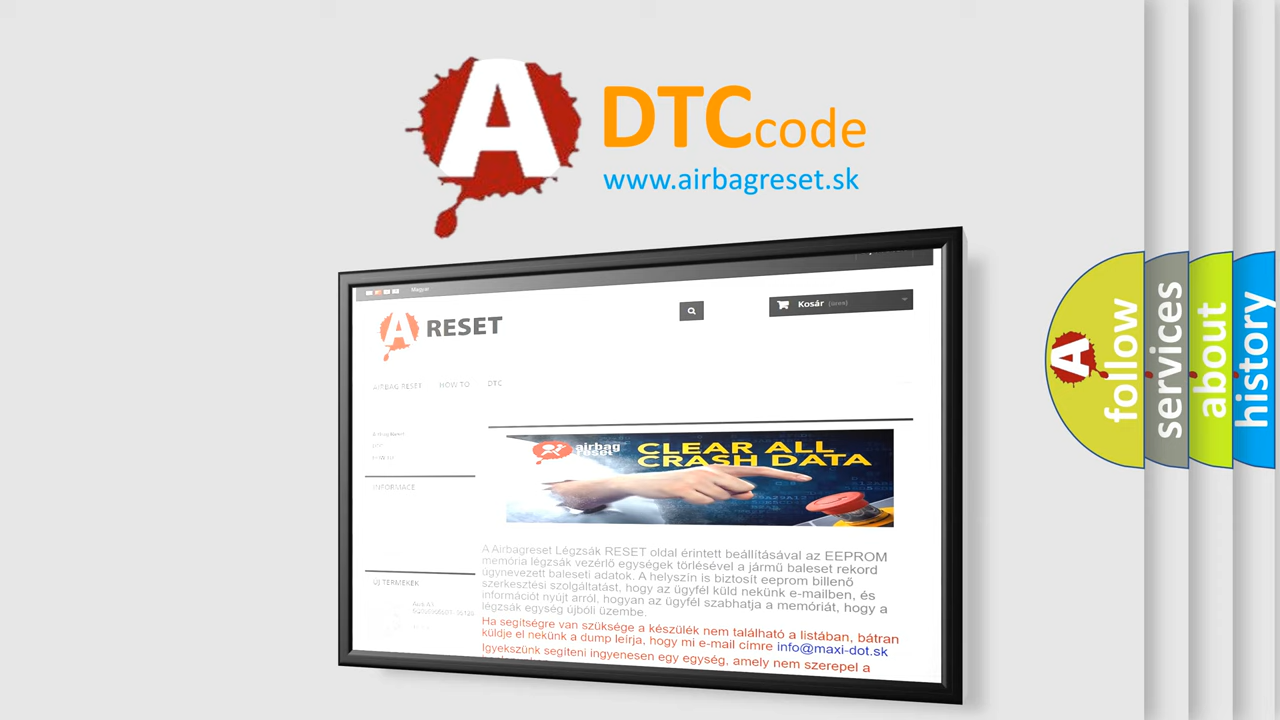 A
DTCcode
www.airbagreset.sk
Magyar
A RESET
Kosár
AIRBAG RESET
HOW TO
DTC
INFORMACE
airbag
reset
CLEAR ALL
CRASH DATA
A Airbagreset Légzsák RESET oldal érintett beállításával az EEPROM
memória légzsák vezérlő egységek törlésével a jármű baleset rekord
úgynevezett baleseti adatok. A helyszín is biztosít eeprom billenő
szerkesztési szolgáltatást, hogy az ügyfél küld nekünk e-mailben, és
információt nyújt arról, hogyan az ügyfél szabhatja a memóriát, hogy a
légzsák egység újbóli üzembe.
Ha segítségre van szüksége a készülék nem található a listában, bátran
küldje el nekünk a dump leírja, hogy mi e-mail címre info@maxi-dot.sk
Igyekszünk segíteni ingyenesen egy egység, amely nem szerepel a
ÚJ TERMÉKEK
A
follow
services
about
history